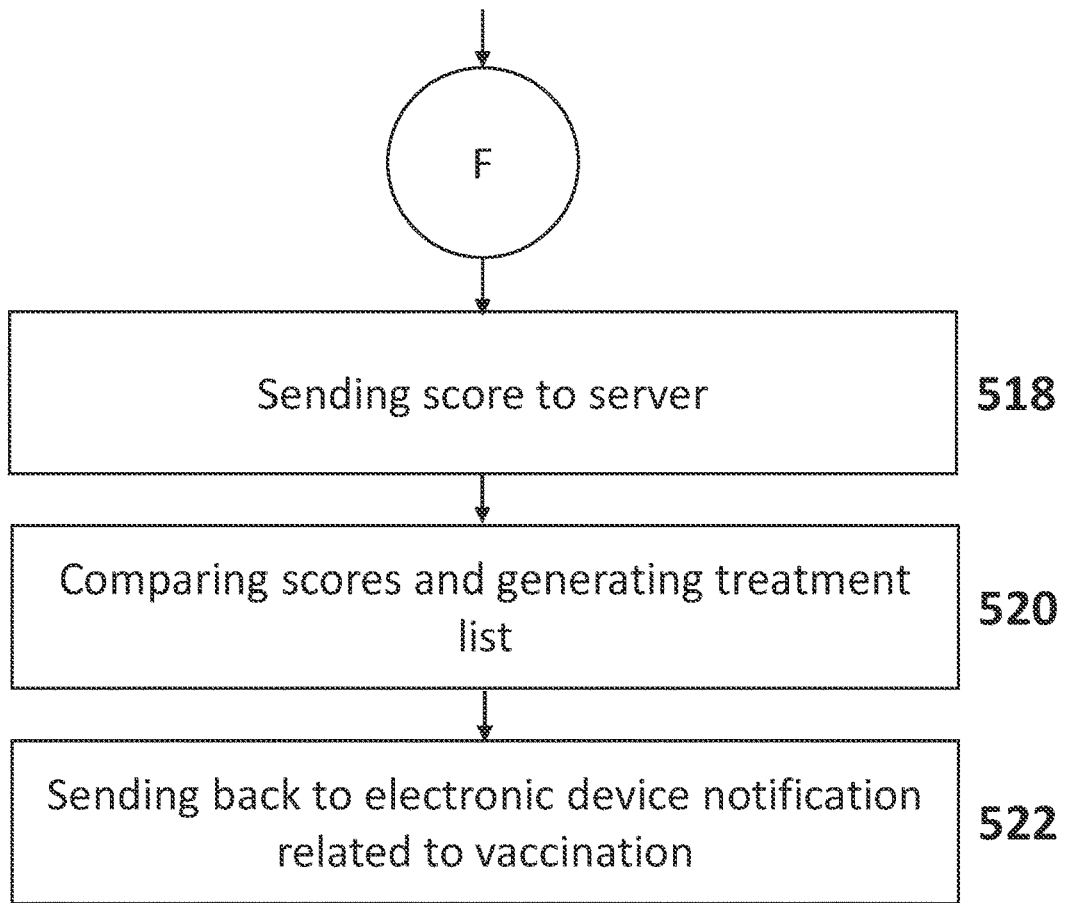 F
Sending score to server
518
Comparing scores and generating treatment
list
520
Sending back to electronic device notification
related to vaccination
522